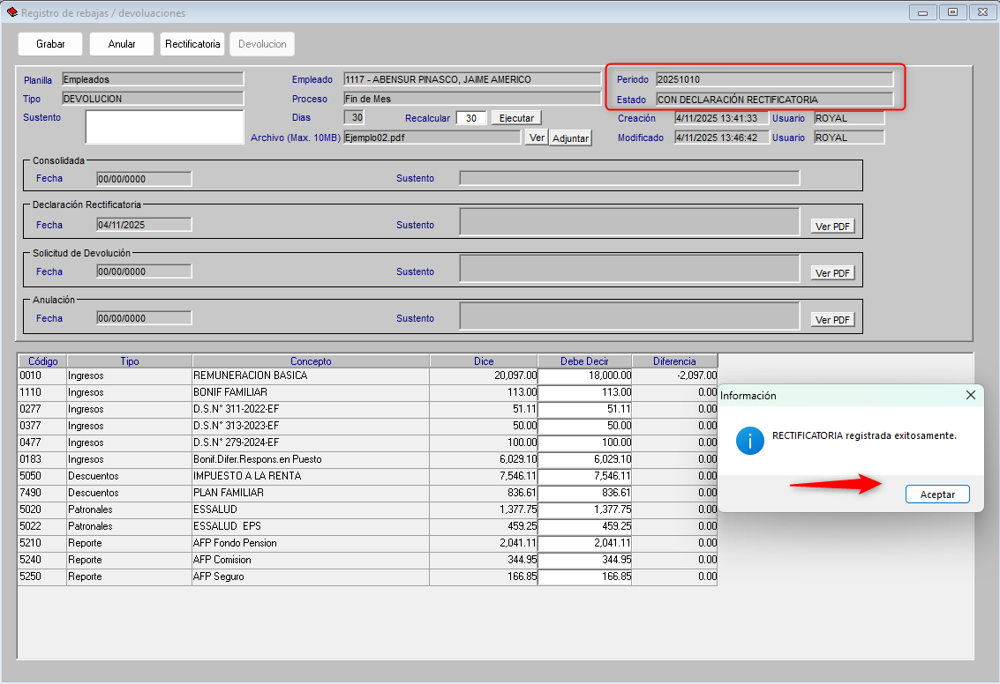 Registro de rebajas / devoluaciones
Grabar Anular Rectificatoria Devolucion
Planilla Empleados Empleado 1117 - ABENSUR PINASCO, JAIME AMERICO Periodo 20251010
Tipo DEVOLUCION Proceso Fin de Mes Estado CON DECLARACIÓN RECTIFICATORIA
Sustento Dias 30 Recalcular 30 Ejecutar Creación 4/11/2025 13:41:33 Usuario ROYAL
Archivo (Max. 10MB) Ejemplo02.pdf Ver Adjuntar Modificado 4/11/2025 13:46:42 Usuario ROYAL
Consolidada
Fecha 00/00/0000 Sustento
Declaración Rectificatoria
Fecha 04/11/2025 Sustento Ver PDF
Solicitud de Devolución
Fecha 00/00/0000 Sustento Ver PDF
Anulación
Fecha 00/00/0000 Sustento Ver PDF
Código Tipo Concepto Dice Debe Decir Diferencia
0010 Ingresos REMUNERACION BASICA 20,097.00 18,000.00 -2,097.00
1110 Ingresos BONIF FAMILIAR 113.00 113.00 0.00
0277 Ingresos D.S.N° 311-2022-EF 51.11 51.11 0.00
0377 Ingresos D.S.N° 313-2023-EF 50.00 50.00 0.00
0477 Ingresos D.S.N° 279-2024-EF 100.00 100.00 0.00
0183 Ingresos Bonif.Difer.Respons.en Puesto 6,029.10 6,029.10 0.00
5050 Descuentos IMPUESTO A LA RENTA 7,546.11 7,546.11 0.00
7490 Descuentos PLAN FAMILIAR 836.61 836.61 0.00
5020 Patronales ESSALUD 1,377.75 1,377.75 0.00
5022 Patronales ESSALUD EPS 459.25 459.25 0.00
5210 Reporte AFP Fondo Pension 2,041.11 2,041.11 0.00
5240 Reporte AFP Comision 344.95 344.95 0.00
5250 Reporte AFP Seguro 166.85 166.85 0.00
Información
RECTIFICATORIA registrada exitosamente.
Aceptar